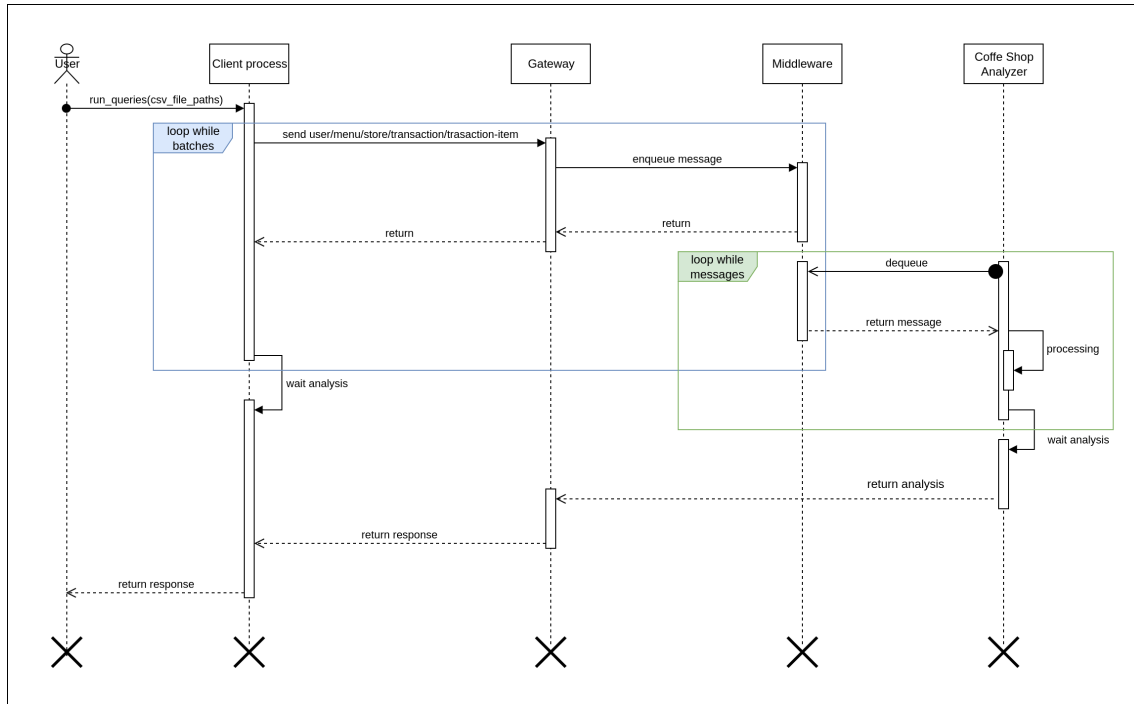 User
Client process
Gateway
Middleware
Coffe Shop
Analyzer
run_queries(csv_file_paths)
loop while
batches
send user/menu/store/transaction/trasaction-item
enqueue message
return
return
loop while
messages
dequeue
return message
processing
wait analysis
wait analysis
return analysis
return response
return response